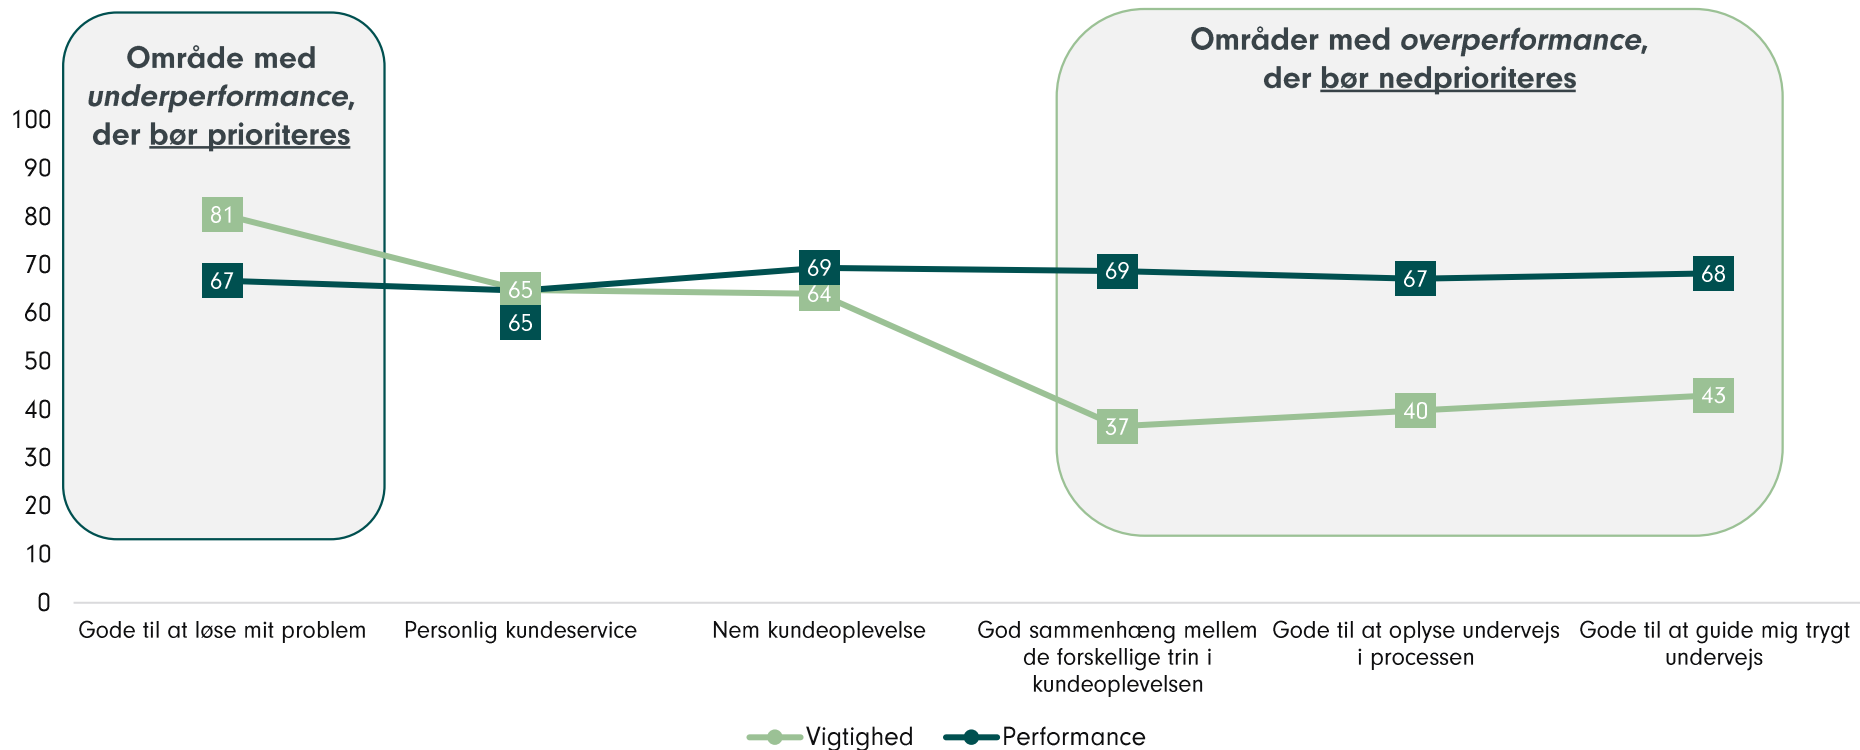 Område med
underperformance,
der bør prioriteres
Områder med overperformance,
der bør nedprioriteres
100
90
80
70
60
50
40
30
20
10
0
81
67
65
65
69
64
69
37
67
40
68
43
Gode til at løse mit problem
Personlig kundeservice
Nem kundeoplevelse
God sammenhæng mellem
de forskellige trin i
kundeoplevelsen
Gode til at oplyse undervejs
i processen
Gode til at guide mig trygt
undervejs
Vigtighed
Performance